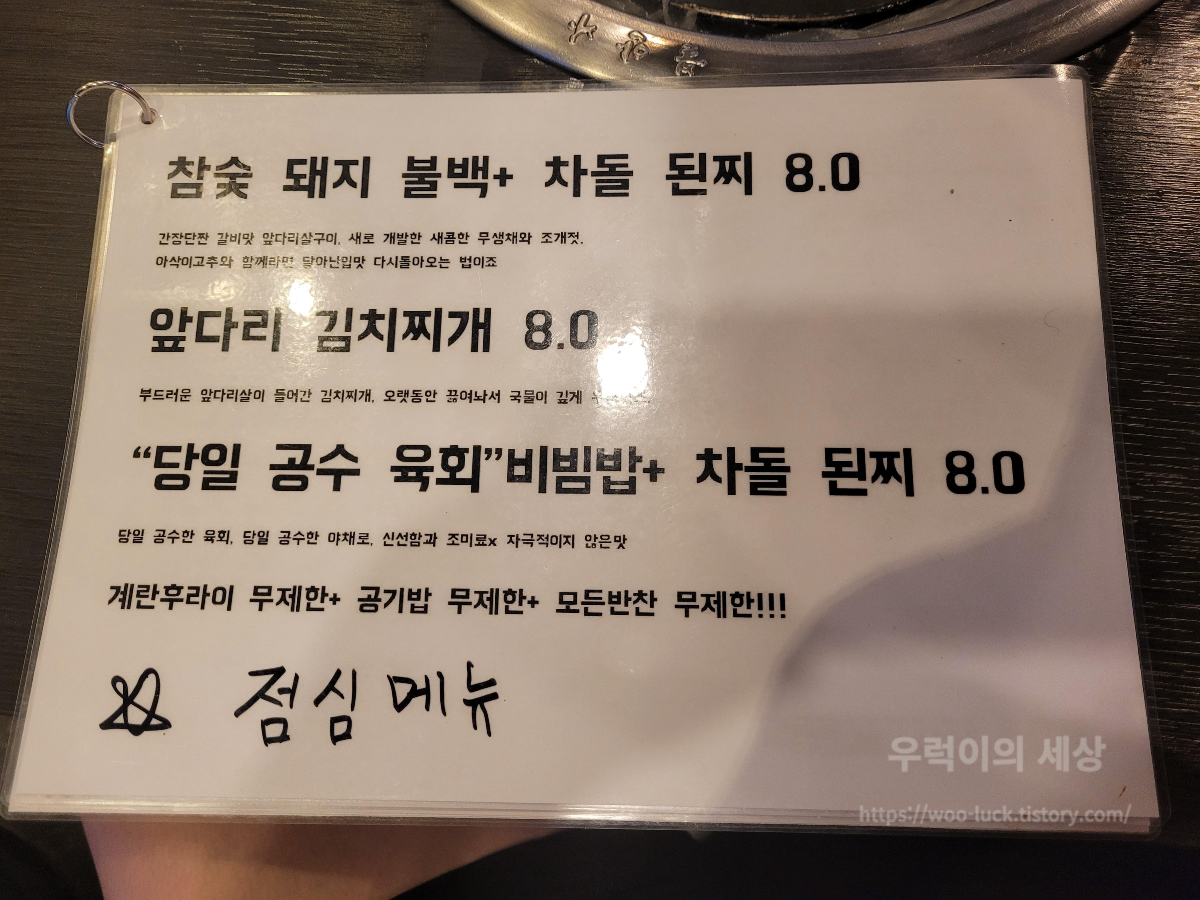 참숯 돼지 불백+ 차돌 된찌 8.0
간장단짠 갈비맛 앞다리살구이, 새로 개발한 새콤한 무생채와 조개젓,
아삭이고추와 함께라면 달아난입맛 다시돌아오는 법이죠
앞다리 김치찌개 8.0
부드러운 앞다리살이 들어간 김치찌개, 오랫동안 끓여놔서 국물이 깊게
“당일 공수 육회”비빔밥+ 차돌 된찌 8.0
당일 공수한 육회, 당일 공수한 야채로, 신선함과 조미료x 자극적이지 않은맛
계란후라이 무제한+ 공기밥 무제한+ 모든반찬 무제한!!!
점심메뉴
우럭이의 세상
https://woo-luck.tistory.com/